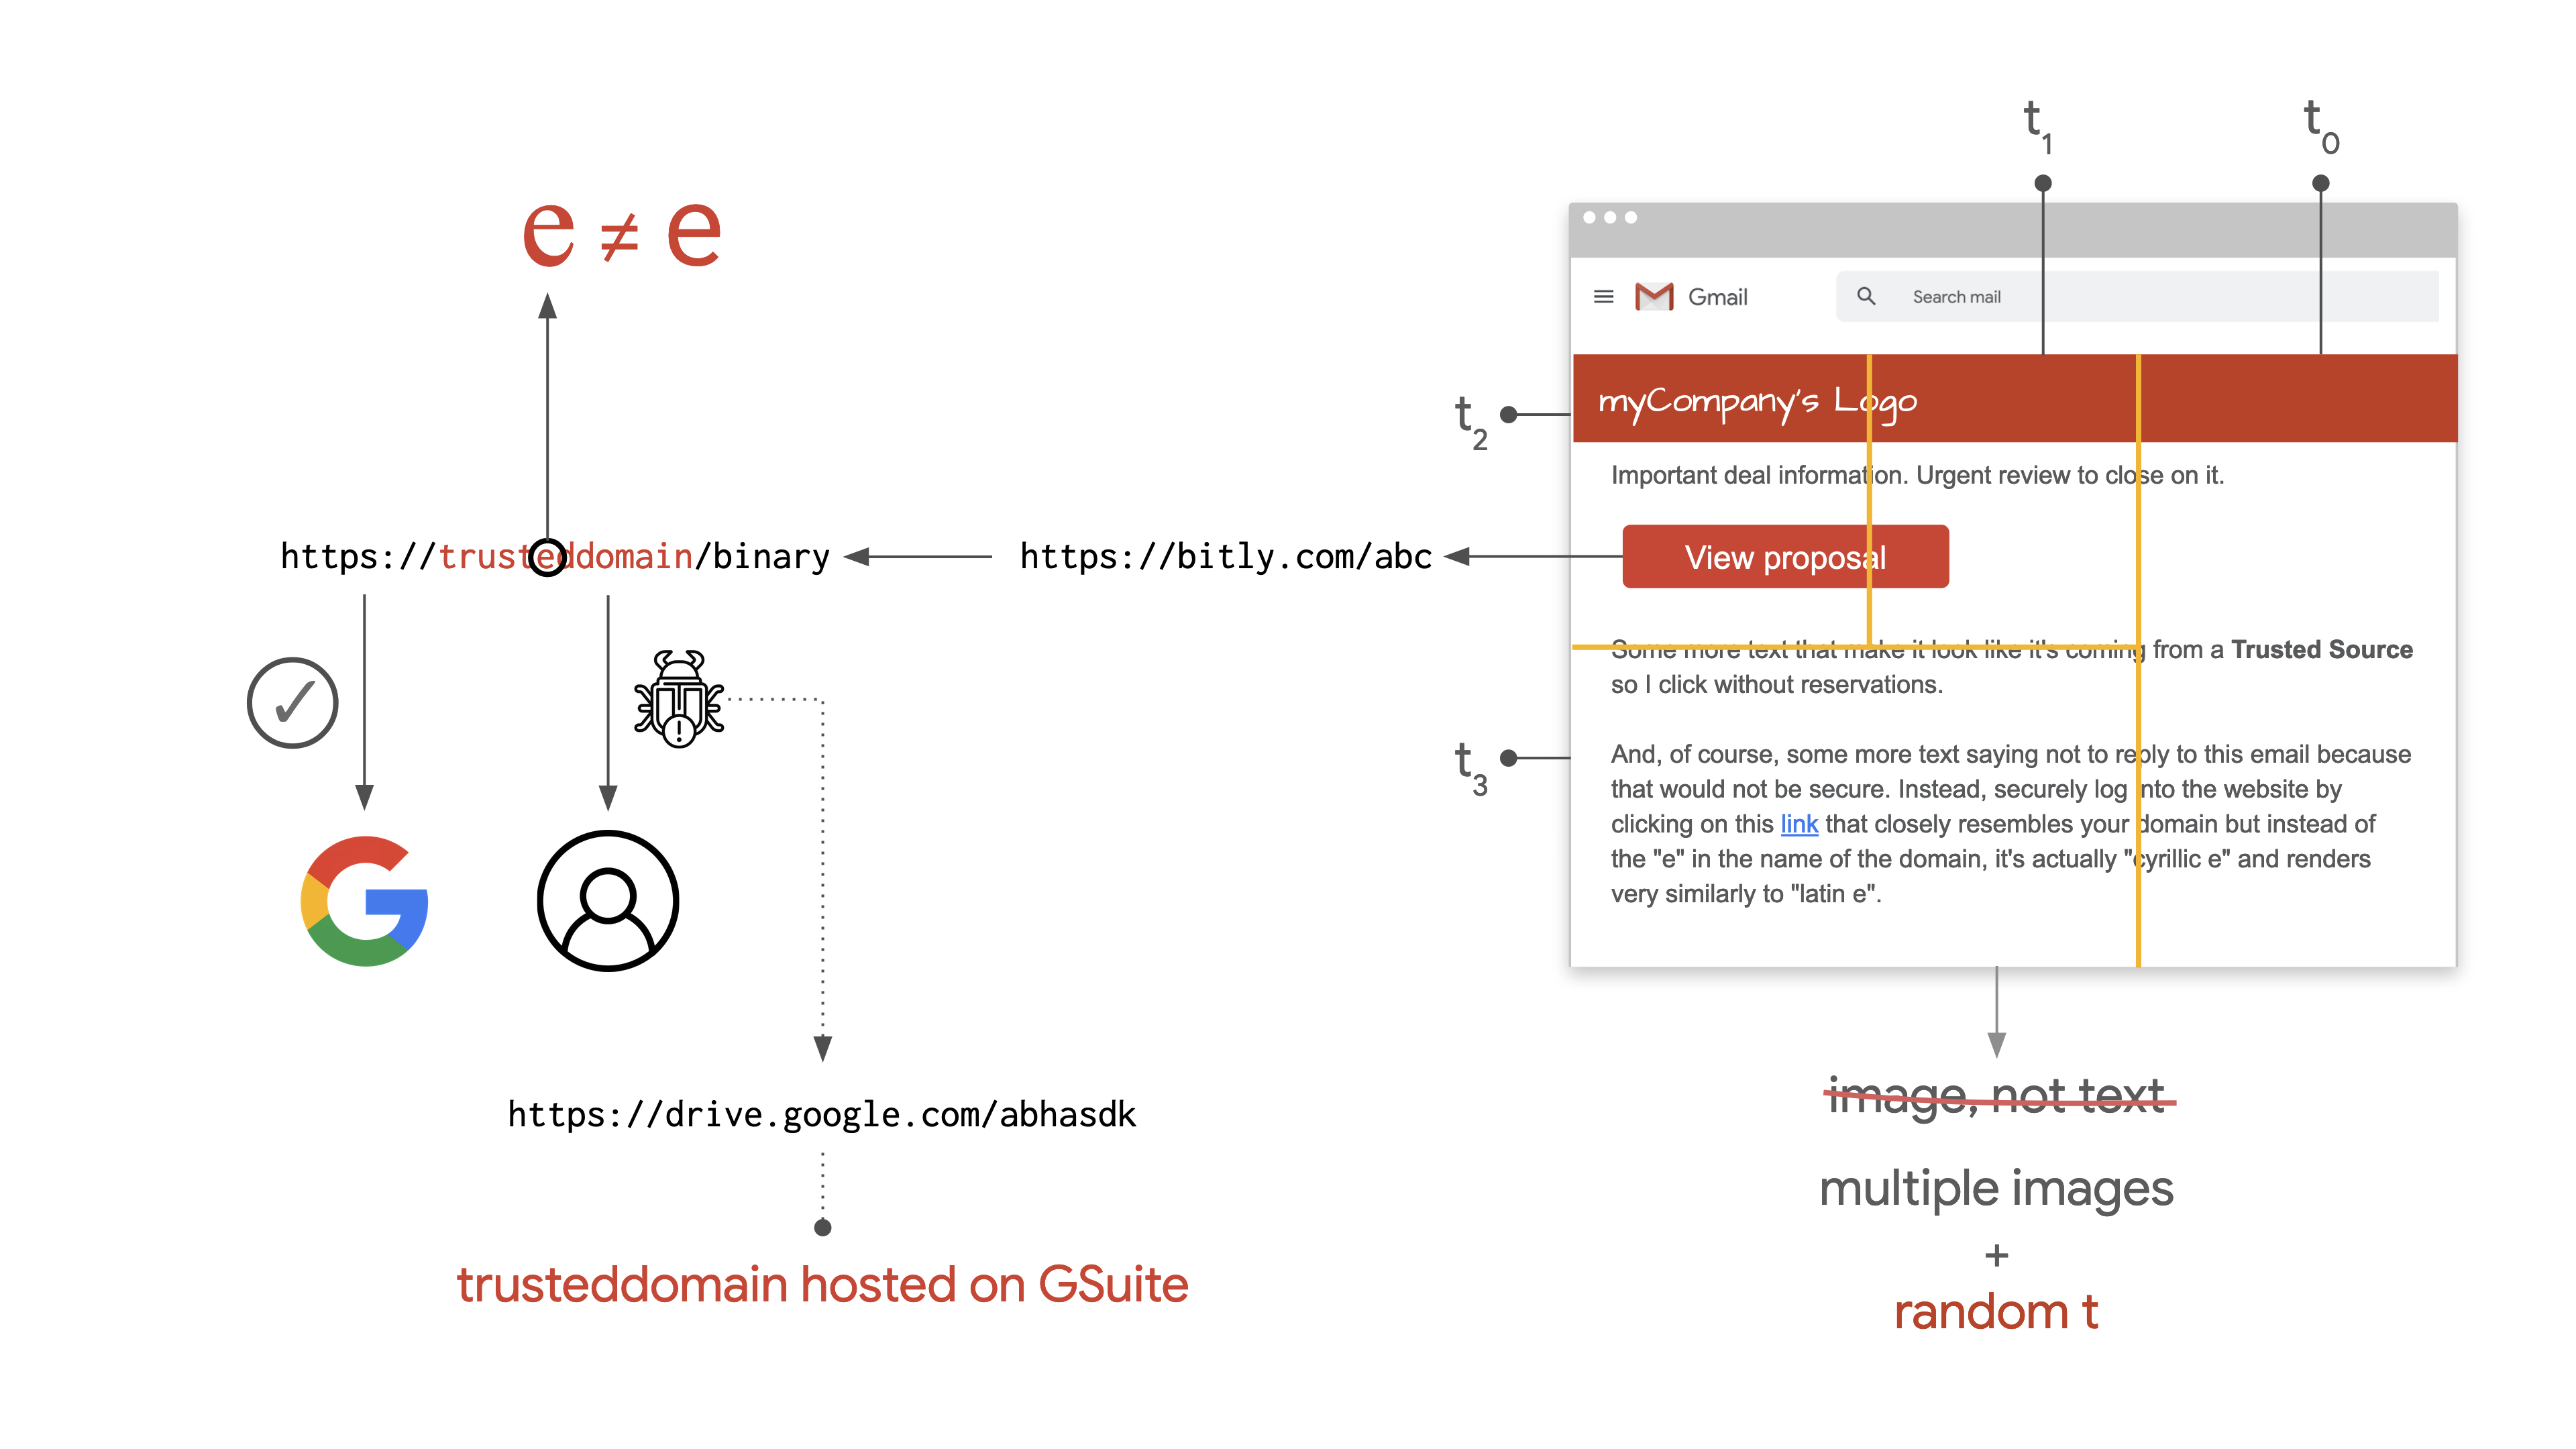 t1
t0
e ≠ e
Gmail
Search mail
myCompany's Logo
t2
Important deal information. Urgent review to close on it.
View proposal
https://bitly.com/abc
https://trusteddomain/binary
Some more text that make it look like it's coming from a Trusted Source
so I click without reservations.
t3
And, of course, some more text saying not to reply to this email because
that would not be secure. Instead, securely log into the website by
clicking on this link that closely resembles your domain but instead of
the "e" in the name of the domain, it's actually "cyrillic e" and renders
very similarly to "latin e".
https://drive.google.com/abhasdk
trusteddomain hosted on GSuite
image, not text
multiple images
+
random t